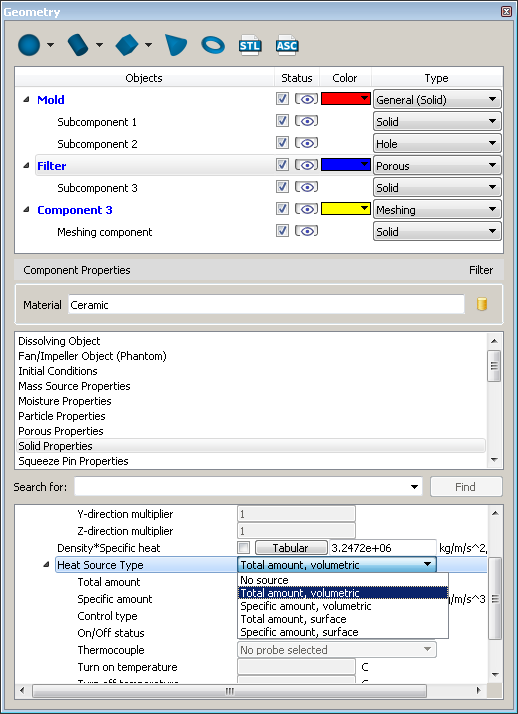 Geometry
STL ASC
Objects Status Color Type
Mold General (Solid)
Subcomponent 1 Solid
Subcomponent 2 Hole
Filter Porous
Subcomponent 3 Solid
Component 3 Meshing
Meshing component Solid
Component Properties Filter
Material Ceramic
Dissolving Object
Fan/Impeller Object (Phantom)
Initial Conditions
Mass Source Properties
Moisture Properties
Particle Properties
Porous Properties
Solid Properties
Squeeze Pin Properties
Search for: Find
Y-direction multiplier 1
Z-direction multiplier 1
Density*Specific heat Tabular 3.2472e+06 kg/m/s^2,
Heat Source Type Total amount, volumetric
No source
Total amount Total amount, volumetric
Specific amount Specific amount, volumetric g/m/s^3
Control type Total amount, surface
On/Off status Specific amount, surface
Thermocouple No probe selected
Turn on temperature C